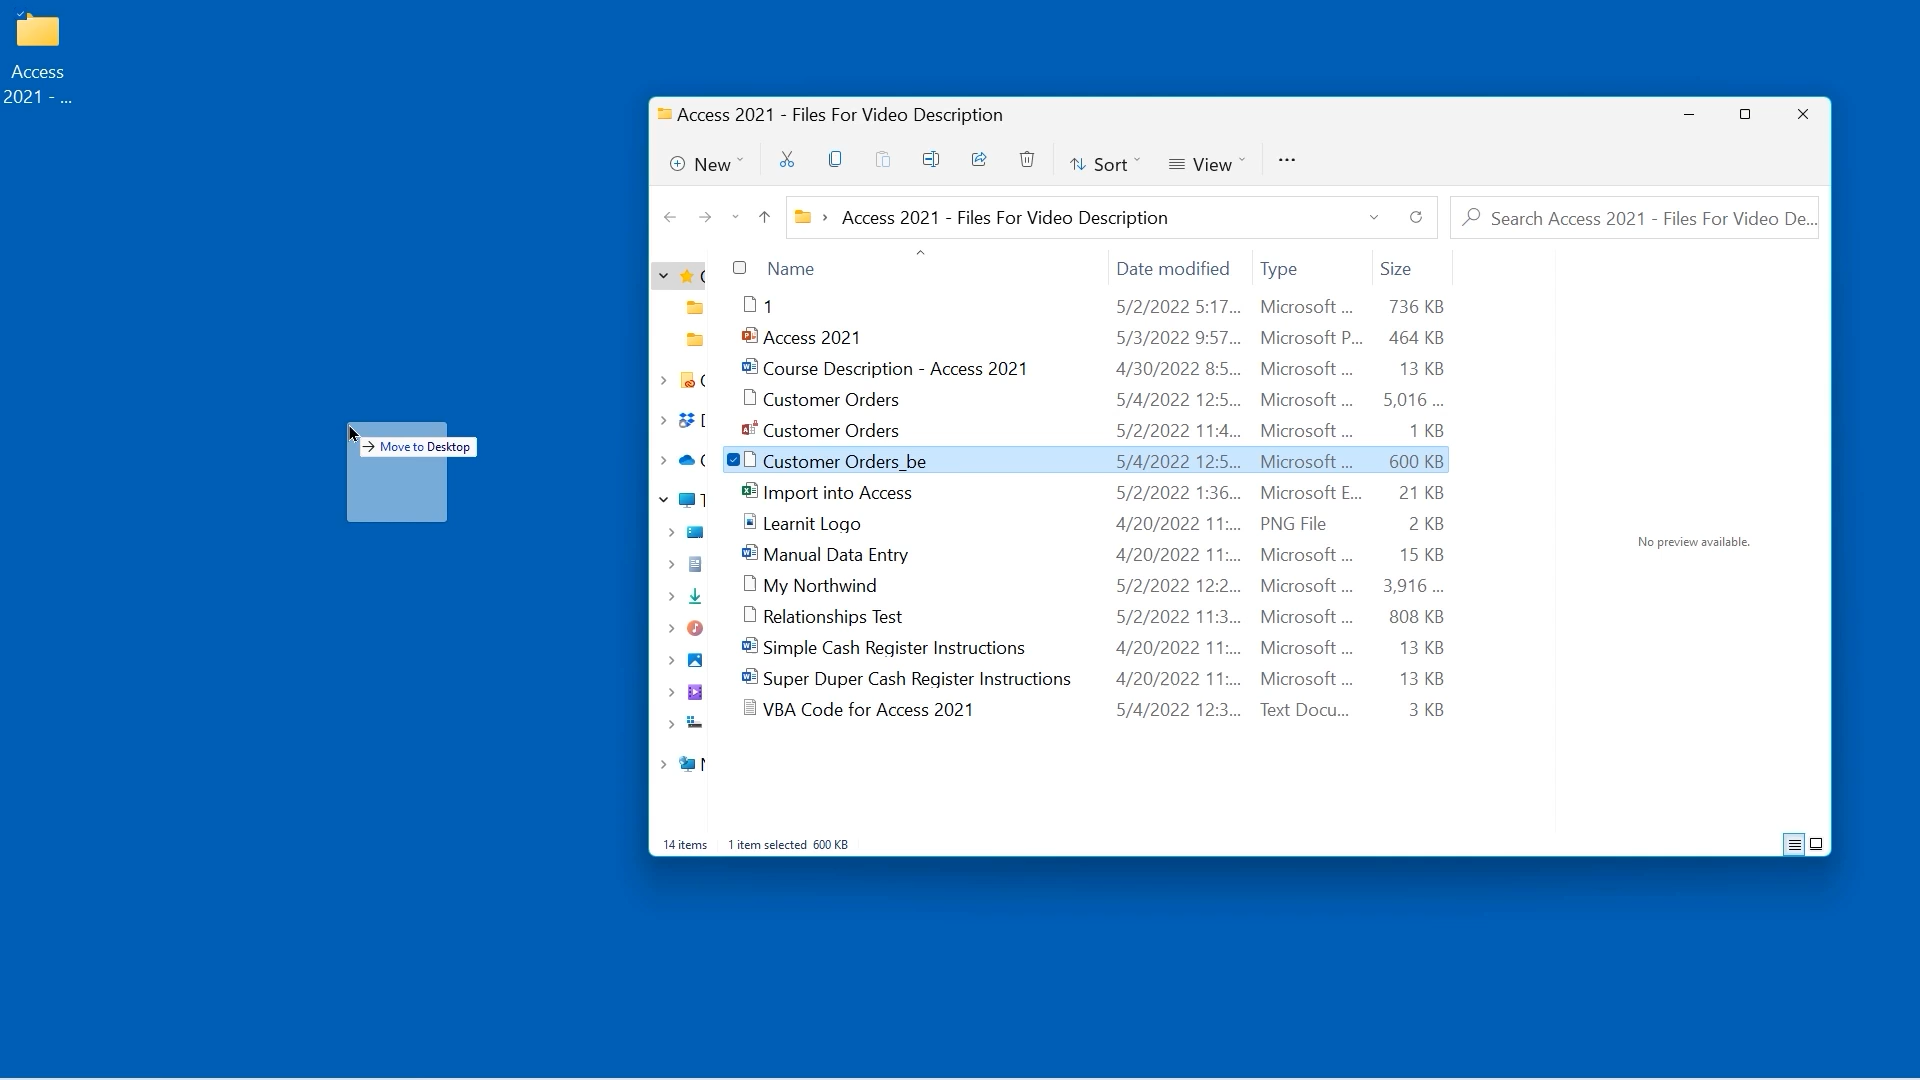 Access
2021 - ...
Access 2021 - Files For Video Description
New
Sort
View
...
Access 2021 - Files For Video Description
Search Access 2021 - Files For Video De...
Name Date modified Type Size
1 5/2/2022 5:17... Microsoft ... 736 KB
Access 2021 5/3/2022 9:57... Microsoft P... 464 KB
Course Description - Access 2021 4/30/2022 8:5... Microsoft ... 13 KB
Customer Orders 5/4/2022 12:5... Microsoft ... 5,016 ...
Customer Orders 5/2/2022 11:4... Microsoft ... 1 KB
Customer Orders_be 5/4/2022 12:5... Microsoft ... 600 KB
Import into Access 5/2/2022 1:36... Microsoft E... 21 KB
Learnit Logo 4/20/2022 11:... PNG File 2 KB
Manual Data Entry 4/20/2022 11:... Microsoft ... 15 KB
My Northwind 5/2/2022 12:2... Microsoft ... 3,916 ...
Relationships Test 5/2/2022 11:3... Microsoft ... 808 KB
Simple Cash Register Instructions 4/20/2022 11:... Microsoft ... 13 KB
Super Duper Cash Register Instructions 4/20/2022 11:... Microsoft ... 13 KB
VBA Code for Access 2021 5/4/2022 12:3... Text Docu... 3 KB
Move to Desktop
No preview available.
14 items 1 item selected 600 KB